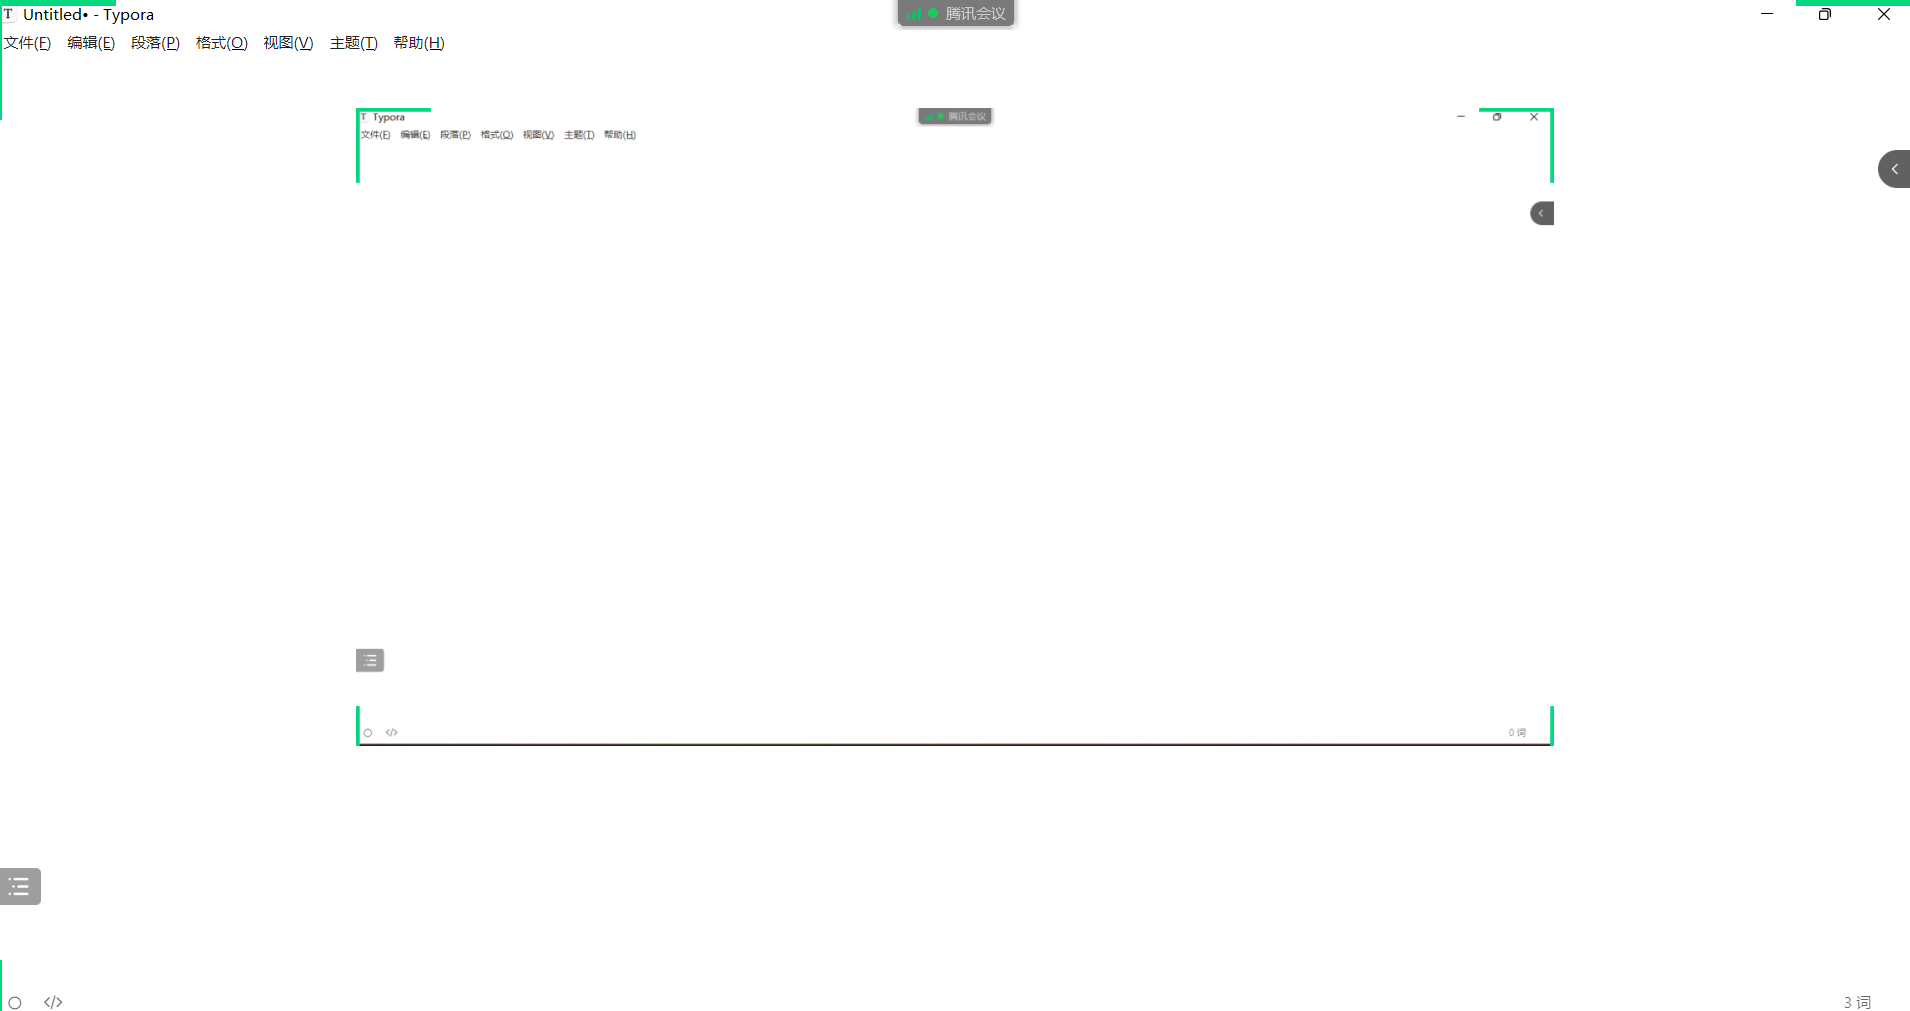 Untitled• - Typora
腾讯会议
文件(F) 编辑(E) 段落(P) 格式(O) 视图(V) 主题(T) 帮助(H)
Typora
腾讯会议
文件(F) 编辑(E) 段落(P) 格式(O) 视图(V) 主题(T) 帮助(H)
</> 0 词
</> 3 词